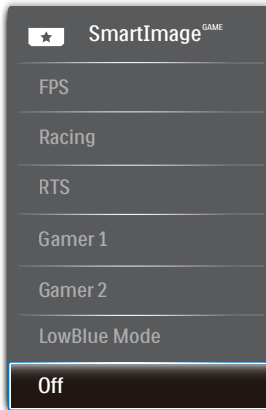 SmartImage GAME
FPS
Racing
RTS
Gamer 1
Gamer 2
LowBlue Mode
Off